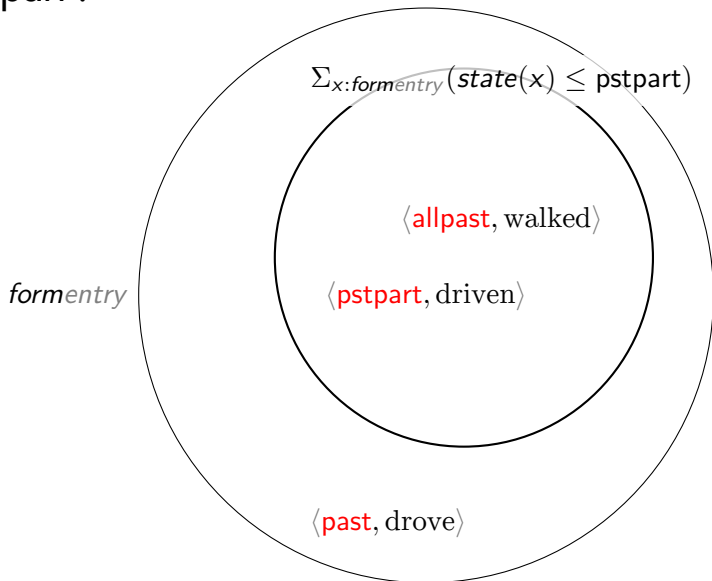 Σx:formentry(state(x) ≤ pstpart)
⟨allpast, walked⟩
formentry
⟨pstpart, driven⟩
⟨past, drove⟩